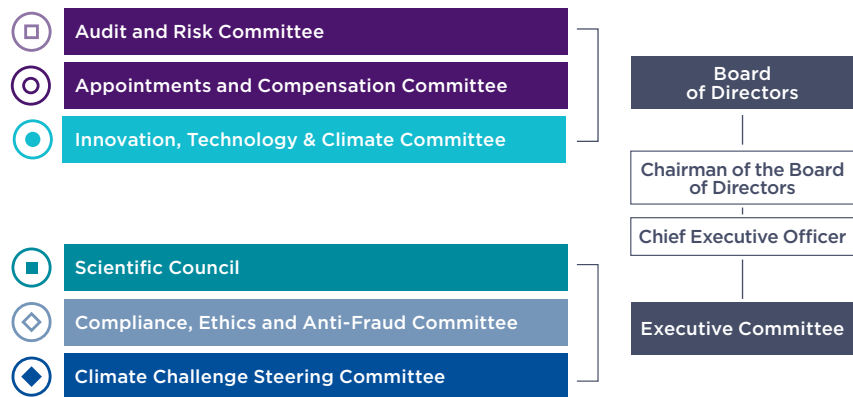 Audit and Risk Committee
Appointments and Compensation Committee
Innovation, Technology & Climate Committee
Board
of Directors
Chairman of the Board
of Directors
Chief Executive Officer
Scientific Council
Compliance, Ethics and Anti-Fraud Committee
Climate Challenge Steering Committee
Executive Committee